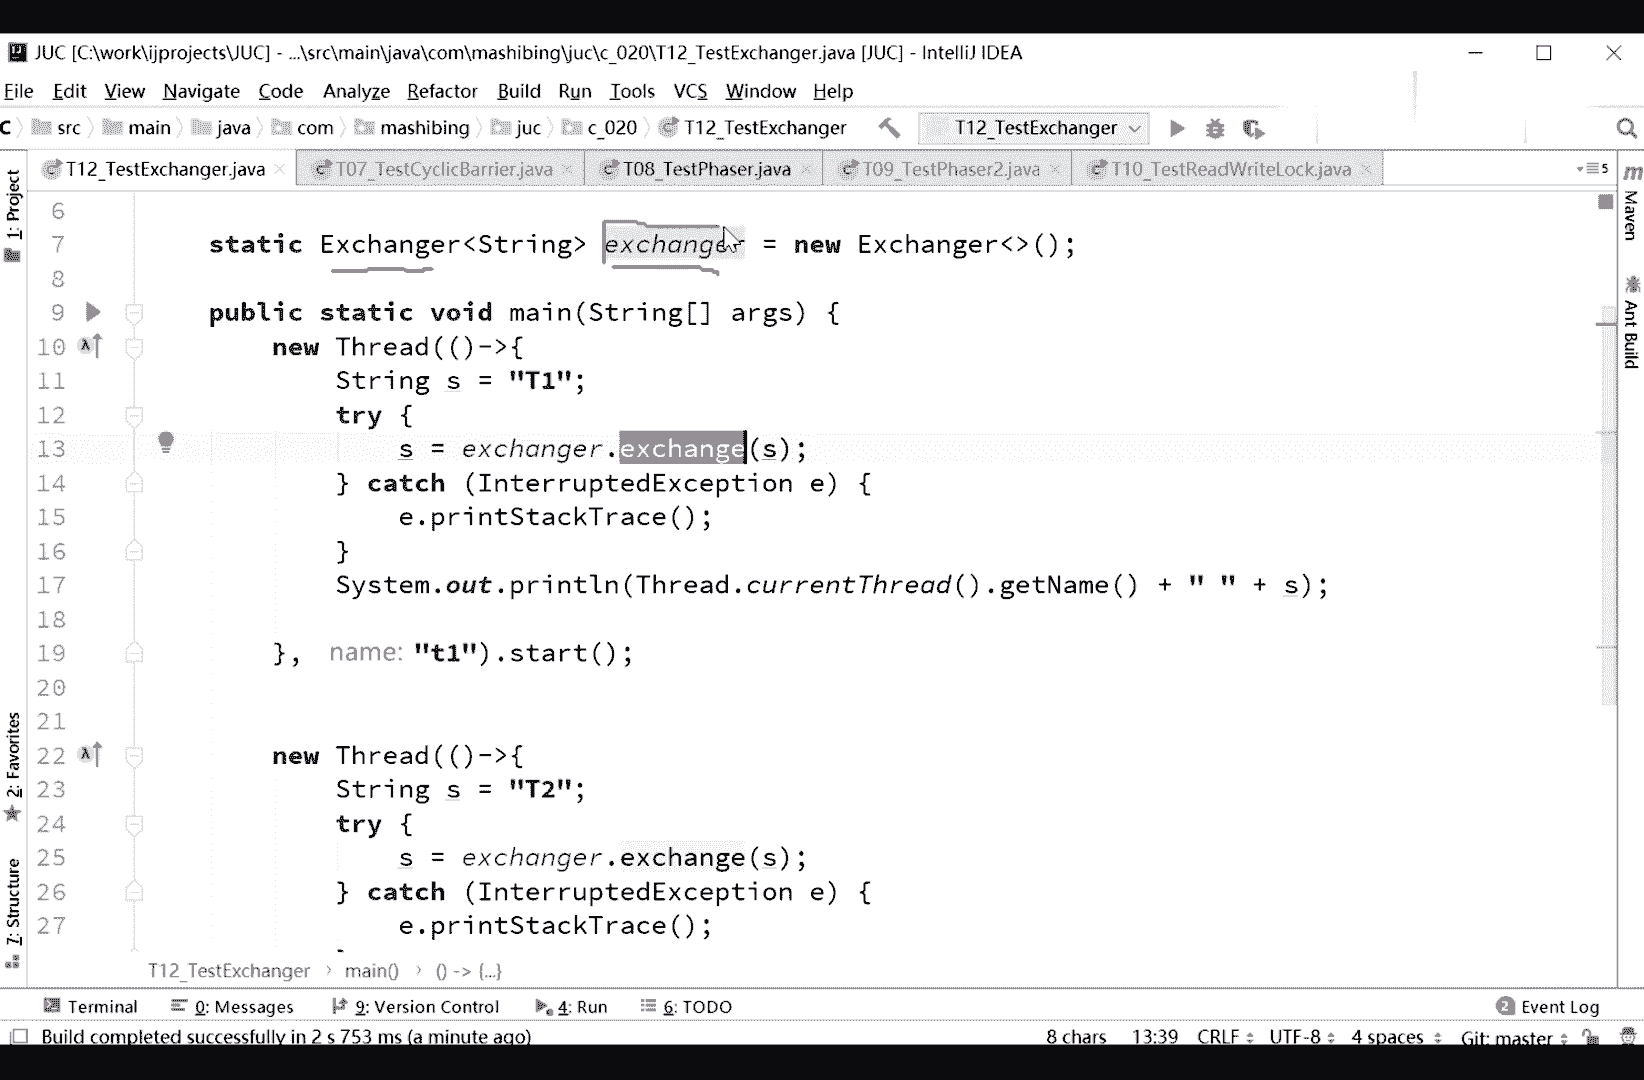 JUC [C:\work\ijprojects\JUC] - ...\src\main\java\com\mashibing\juc\c_020\T12_TestExchanger.java [JUC] - IntelliJ IDEA
File Edit View Navigate Code Analyze Refactor Build Run Tools VCS Window Help
C src main java com mashibing juc c_020 T12_TestExchanger T12_TestExchanger
T12_TestExchanger.java T07_TestCyclicBarrier.java T08_TestPhaser.java T09_TestPhaser2.java T10_TestReadWriteLock.java 5
1: Project
2: Favorites
7: Structure
6
7 static Exchanger<String> exchanger = new Exchanger<>();
8
9 public static void main(String[] args) {
10 new Thread(()->{
11 String s = "T1";
12 try {
13 s = exchanger.exchange(s);
14 } catch (InterruptedException e) {
15 e.printStackTrace();
16 }
17 System.out.println(Thread.currentThread().getName() + " " + s);
18
19 }, name: "t1").start();
20
21
22 new Thread(()->{
23 String s = "T2";
24 try {
25 s = exchanger.exchange(s);
26 } catch (InterruptedException e) {
27 e.printStackTrace();
m Maven
Ant Build
T12_TestExchanger › main() › () -> {...}
Terminal 0: Messages 9: Version Control 4: Run 6: TODO 2 Event Log
Build completed successfully in 2 s 753 ms (a minute ago) 8 chars 13:39 CRLF UTF-8 4 spaces Git: master